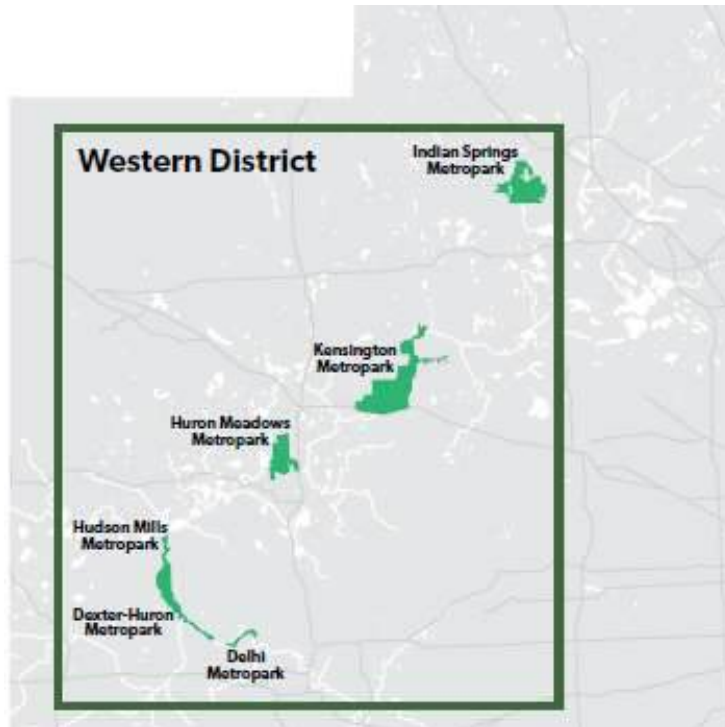 Western District
Indian Springs
Metropark
Kensington
Metropark
Huron Meadows
Metropark
Hudson Mills
Metropark
Dexter-Huron
Metropark
Delhi
Metropark